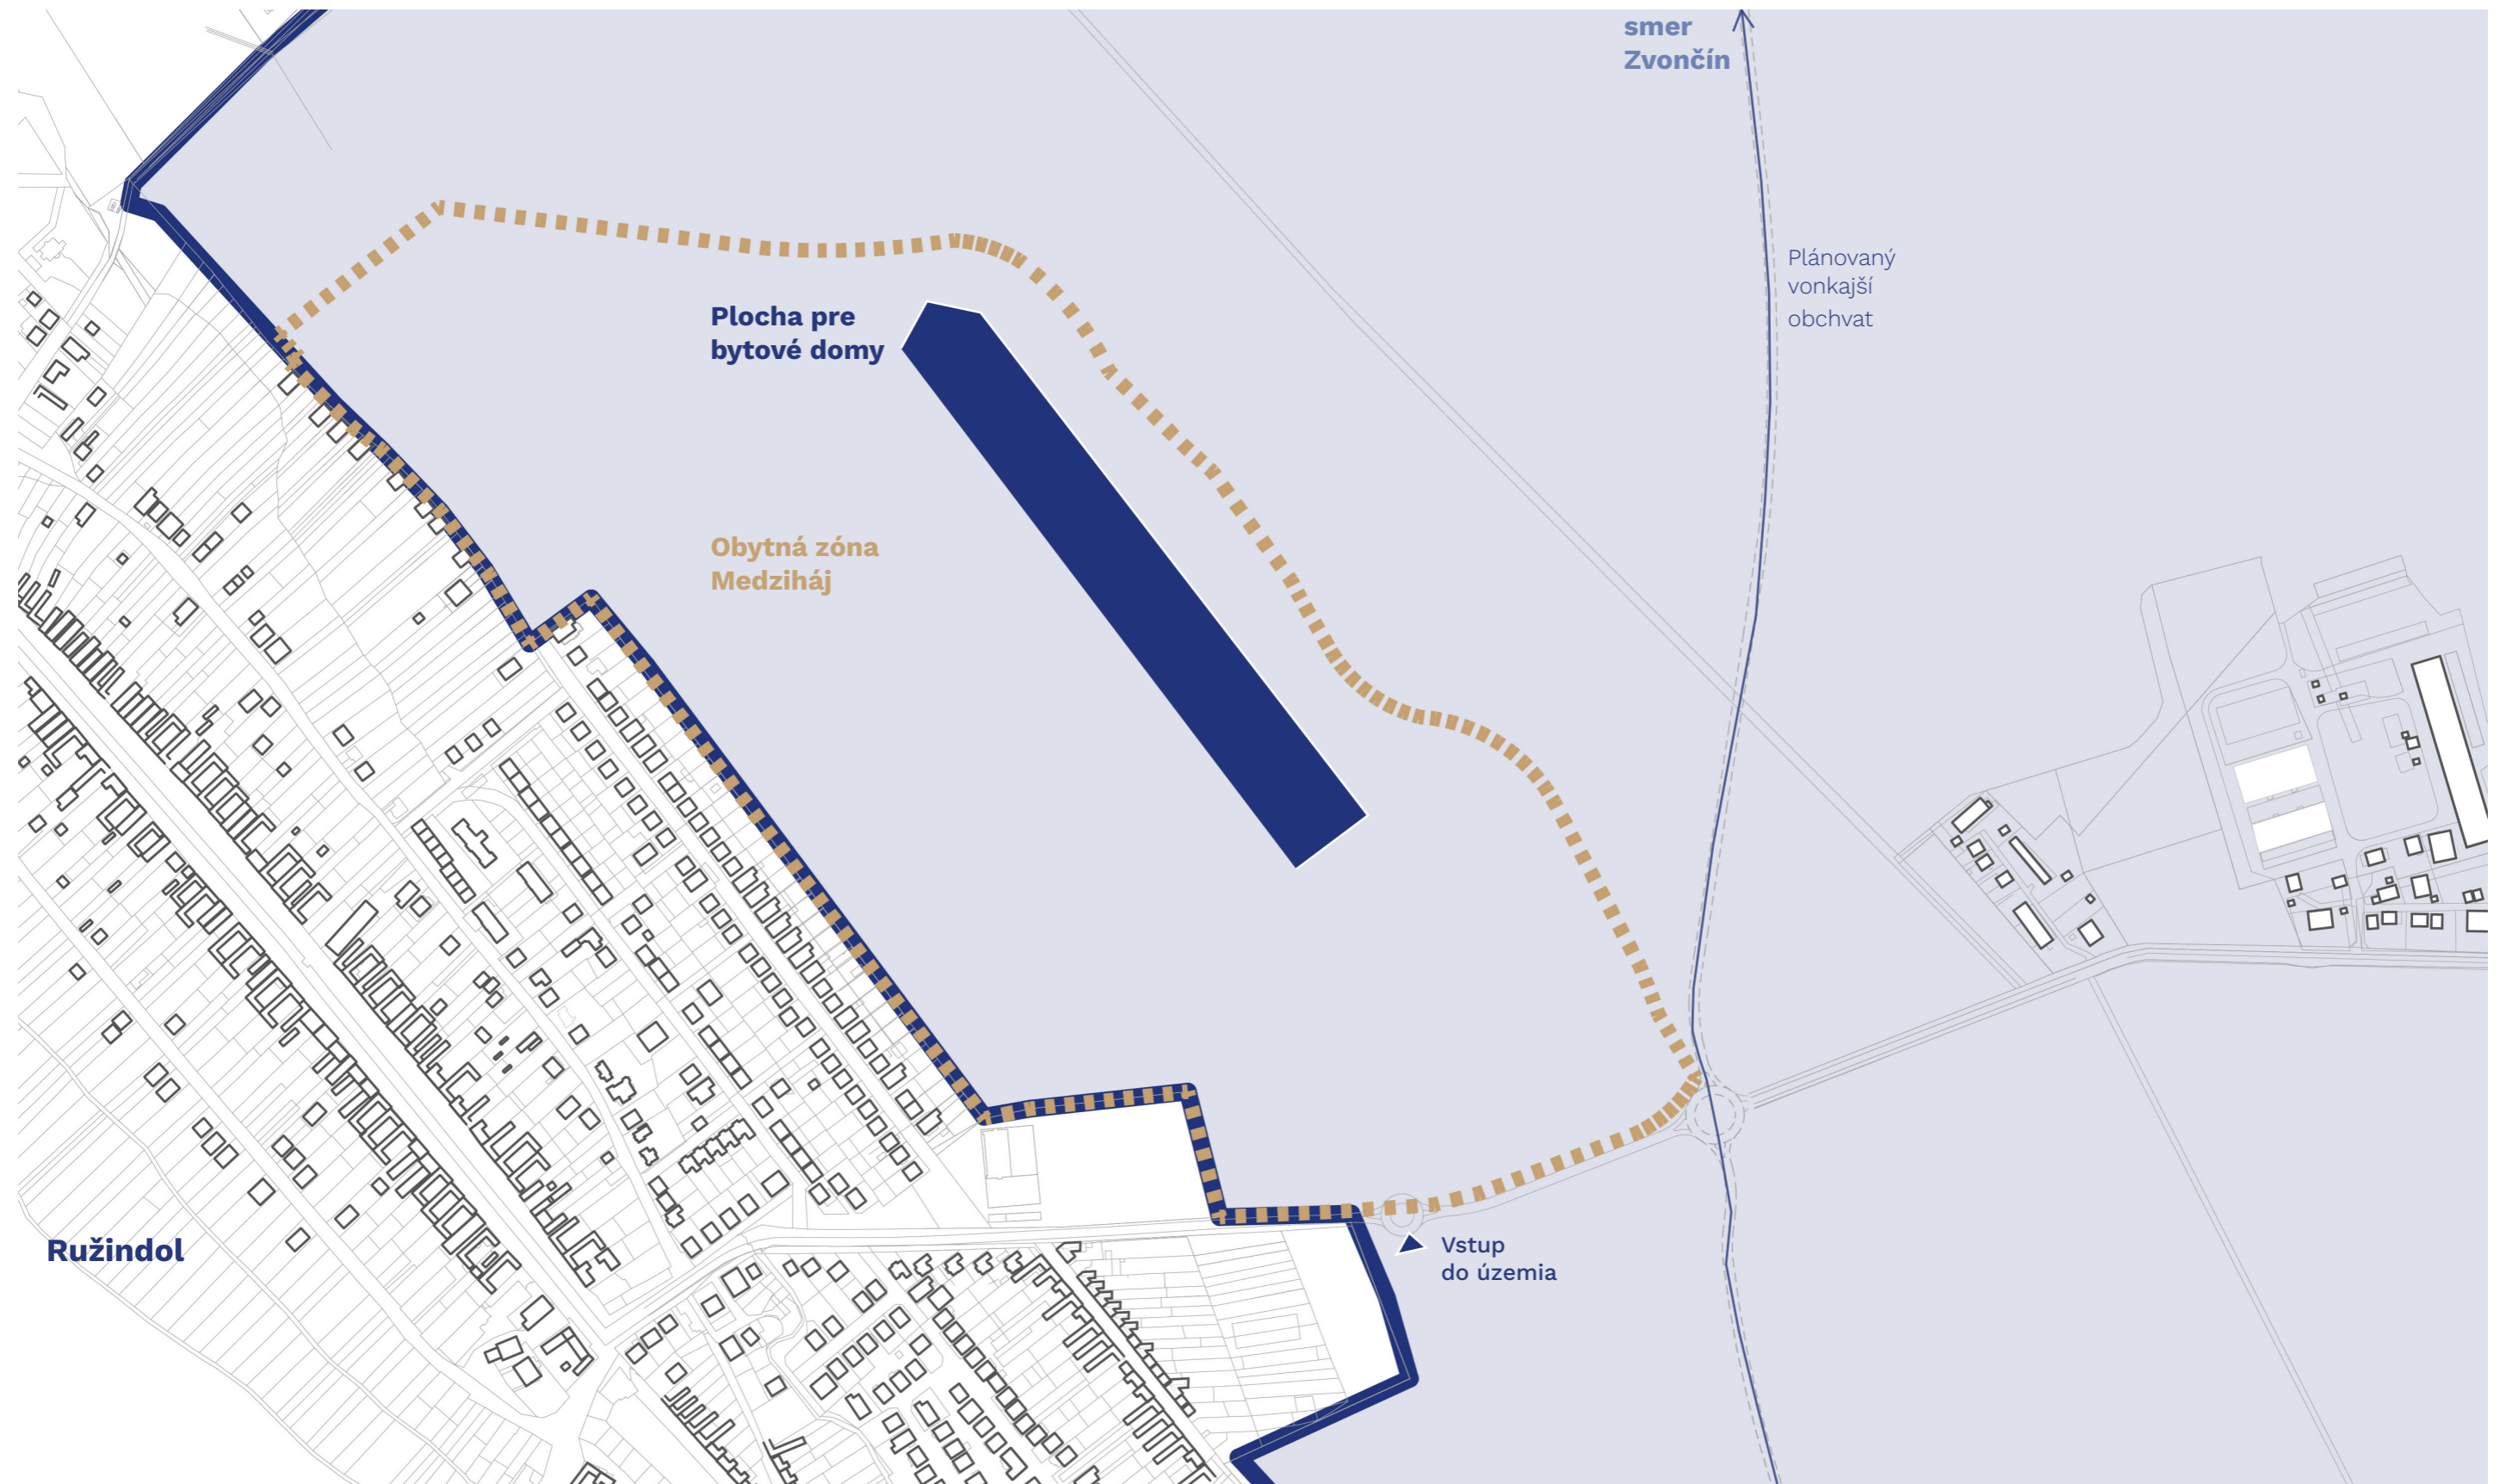 smer
Zvončín
Plánovaný
vonkajší
obchvat
Plocha pre
bytové domy
Obytná zóna
Medziháj
Ružindol
Vstup
do územia